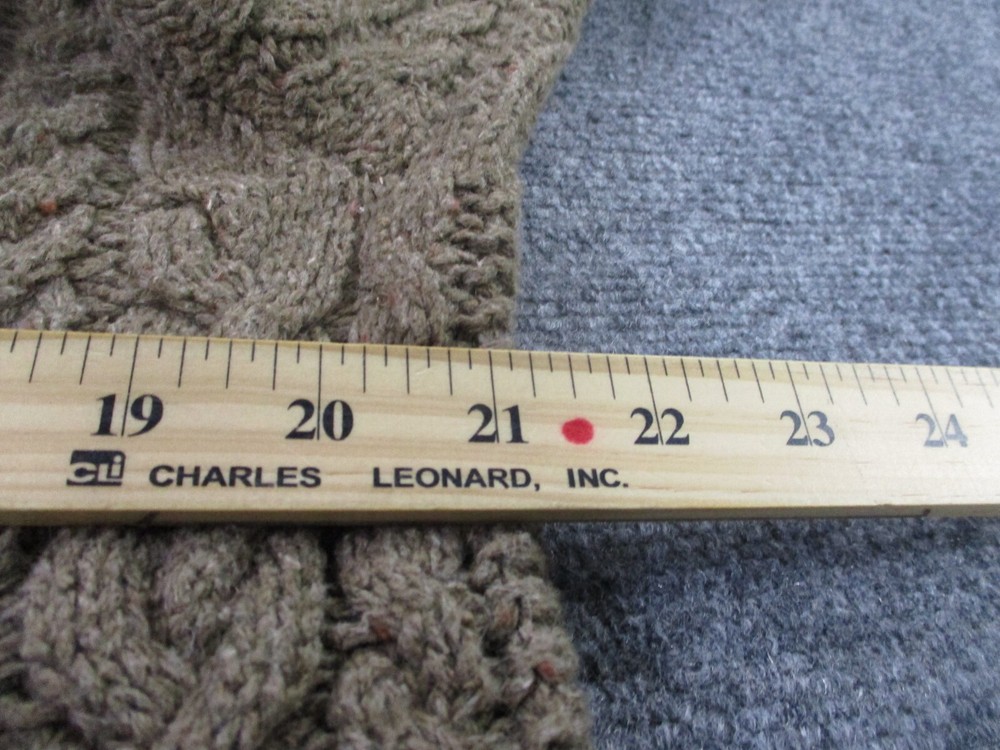 19 20 21 22 23 24
CLi CHARLES LEONARD, INC.